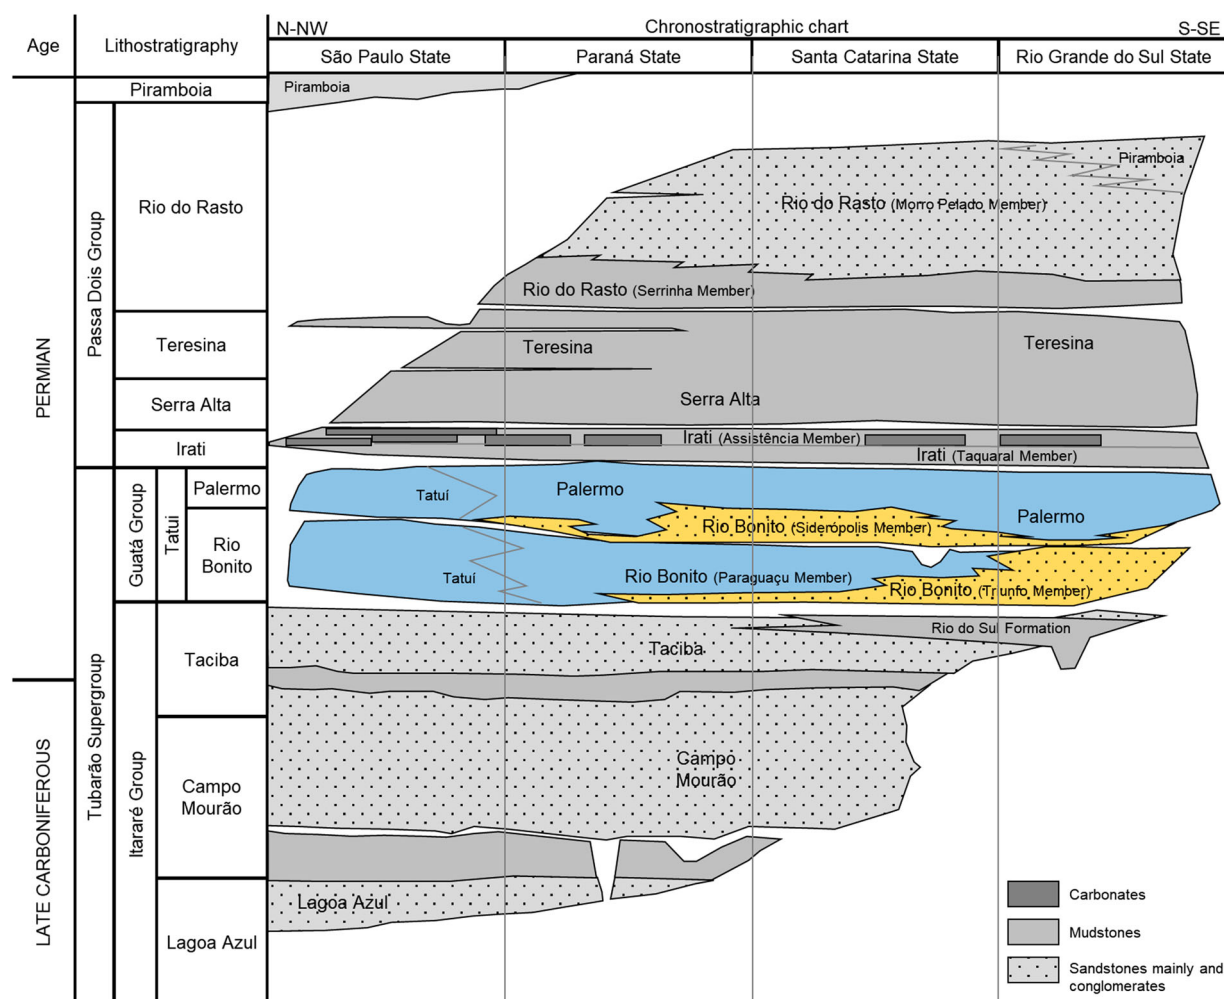 N-NW
Chronostratigraphic chart
S-SE
Age
Lithostratigraphy
São Paulo State
Paraná State
Santa Catarina State
Rio Grande do Sul State
PERMIAN
LATE CARBONIFEROUS
Passa Dois Group
Tubarão Supergroup
Guatá Group
Itararé Group
Tatui
Piramboia
Rio do Rasto
Teresina
Serra Alta
Irati
Palermo
Rio
Bonito
Taciba
Campo
Mourão
Lagoa Azul
Piramboia
Piramboia
Rio do Rasto (Morro Pelado Member)
Rio do Rasto (Serrinha Member)
Teresina
Teresina
Serra Alta
Irati (Assistência Member)
Irati (Taquaral Member)
Tatuí
Palermo
Palermo
Rio Bonito (Siderópolis Member)
Tatuí
Rio Bonito (Paraguaçu Member)
Rio Bonito (Triunfo Member)
Rio do Sul Formation
Taciba
Campo
Mourão
Lagoa Azul
Carbonates
Mudstones
Sandstones mainly and
conglomerates